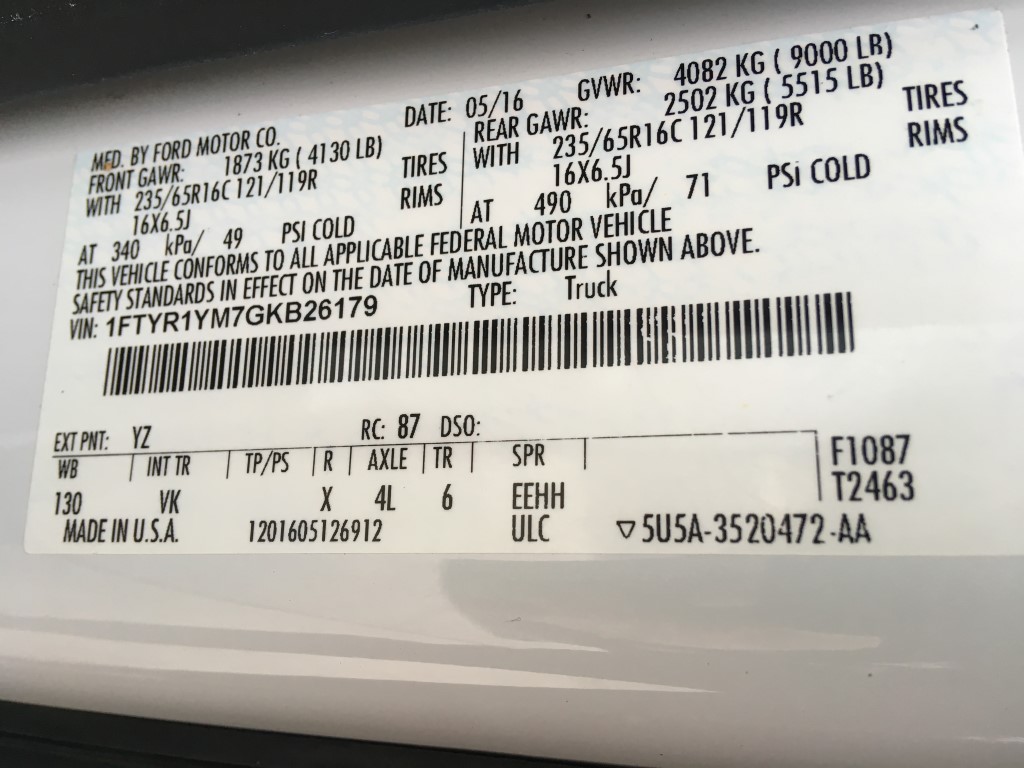 MFD. BY FORD MOTOR CO.
DATE: 05/16 GVWR: 4082 KG ( 9000 LB)
FRONT GAWR: 1873 KG ( 4130 LB)
REAR GAWR: 2502 KG ( 5515 LB)
WITH 235/65R16C 121/119R TIRES
WITH 235/65R16C 121/119R TIRES
16X6.5J RIMS
16X6.5J RIMS
AT 340 kPa/ 49 PSI COLD
AT 490 kPa/ 71 PSi COLD
THIS VEHICLE CONFORMS TO ALL APPLICABLE FEDERAL MOTOR VEHICLE
SAFETY STANDARDS IN EFFECT ON THE DATE OF MANUFACTURE SHOWN ABOVE.
VIN: 1FTYR1YM7GKB26179 TYPE: Truck
EXT PNT: YZ RC: 87 DSO:
WB INT TR TP/PS R AXLE TR SPR F1087
130 VK X 4L 6 EEHH T2463
MADE IN U.S.A. 1201605126912 ULC ▽5U5A-3520472-AA